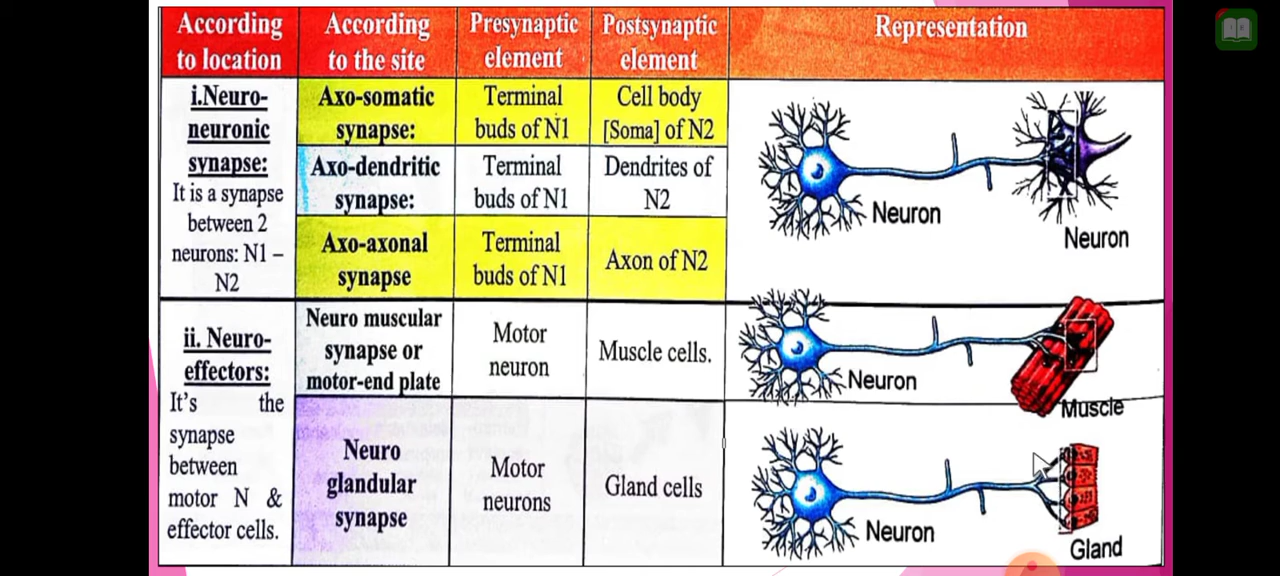 According
to location
According
to the site
Presynaptic
element
Postsynaptic
element
Representation
i.Neuro-
neuronic
synapse:
It is a synapse
between 2
neurons: N1 –
N2
Axo-somatic
synapse:
Terminal
buds of N1
Cell body
[Soma] of N2
Axo-dendritic
synapse:
Terminal
buds of N1
Dendrites of
N2
Axo-axonal
synapse
Terminal
buds of N1
Axon of N2
Neuron
Neuron
ii. Neuro-
effectors:
It's the
synapse
between
motor N &
effector cells.
Neuro muscular
synapse or
motor-end plate
Motor
neuron
Muscle cells.
Neuron
Muscle
Neuro
glandular
synapse
Motor
neurons
Gland cells
Neuron
Gland